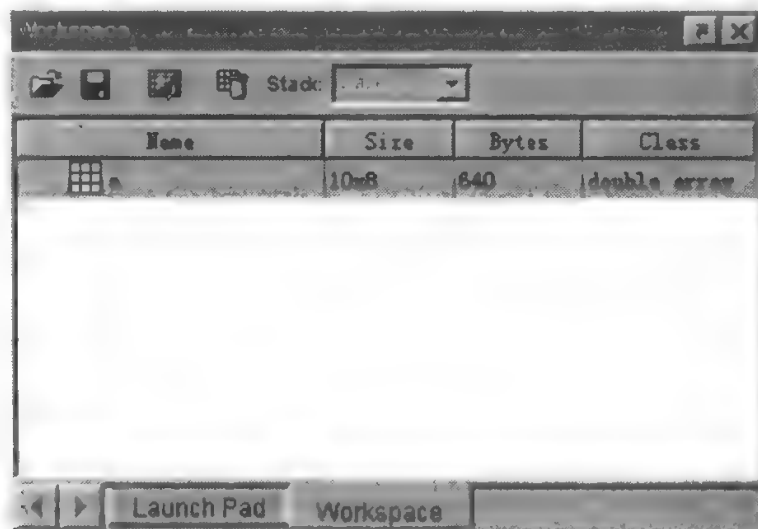 Workspace
Stack:
Name Size Bytes Class
a 10x8 640 double array
Launch Pad Workspace